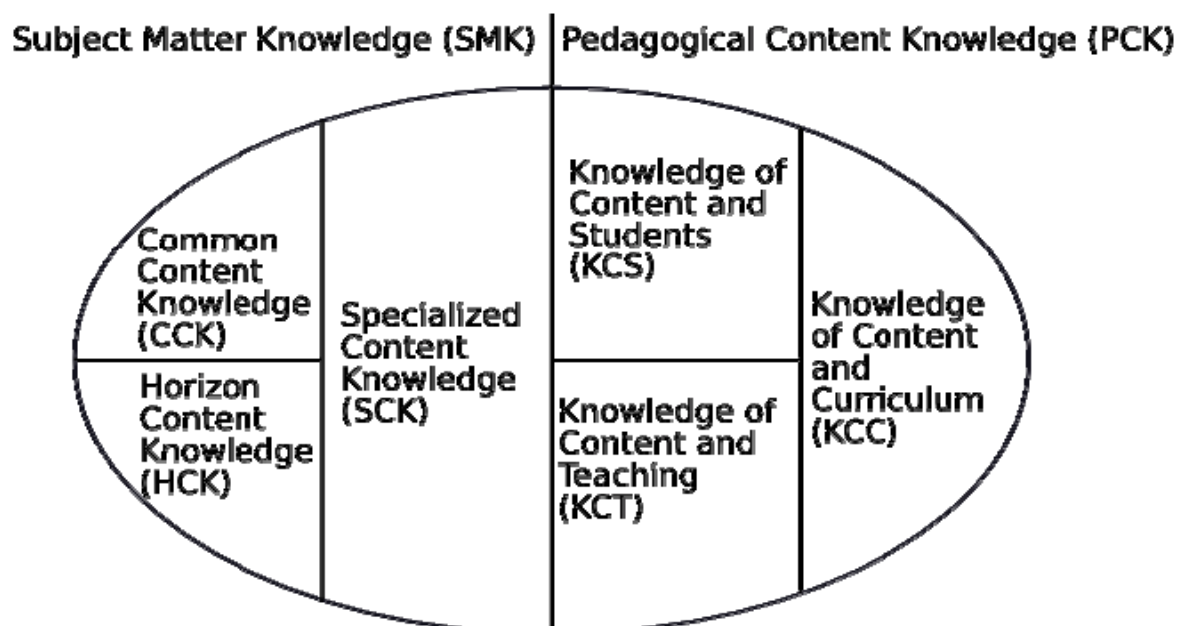 Subject Matter Knowledge (SMK)
Pedagogical Content Knowledge (PCK)
Common
Content
Knowledge
(CCK)
Horizon
Content
Knowledge
(HCK)
Specialized
Content
Knowledge
(SCK)
Knowledge of
Content and
Students
(KCS)
Knowledge of
Content and
Teaching
(KCT)
Knowledge
of Content
and
Curriculum
(KCC)